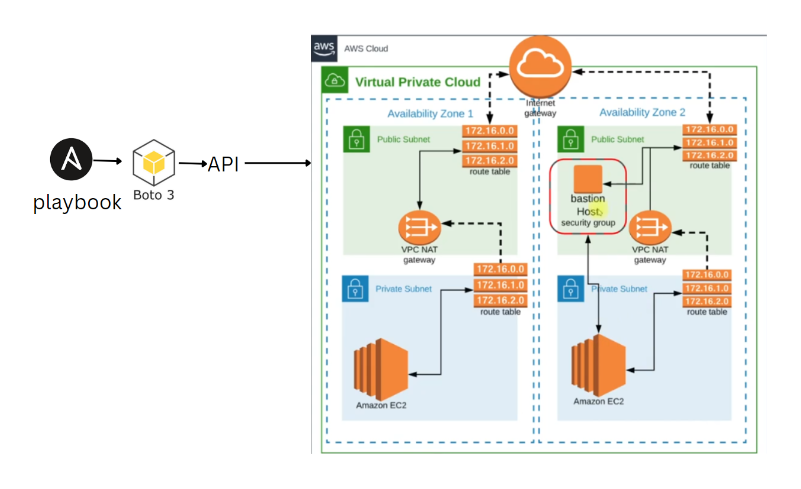 aws
AWS Cloud
Virtual Private Cloud
Internet
gateway
Availability Zone 1
Availability Zone 2
Public Subnet
172.16.0.0
172.16.1.0
172.16.2.0
route table
Public Subnet
172.16.0.0
172.16.1.0
172.16.2.0
route table
playbook
Boto 3
API
bastion
Host
security group
VPC NAT
gateway
VPC NAT
gateway
Private Subnet
172.16.0.0
172.16.1.0
172.16.2.0
route table
Private Subnet
172.16.0.0
172.16.1.0
172.16.2.0
route table
Amazon EC2
Amazon EC2